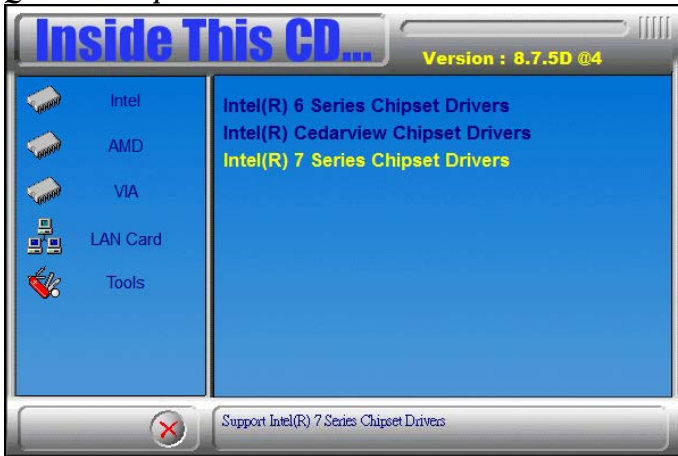 Inside This CD...
Version : 8.7.5D @4
Intel
AMD
VIA
LAN Card
Tools
Intel(R) 6 Series Chipset Drivers
Intel(R) Cedarview Chipset Drivers
Intel(R) 7 Series Chipset Drivers
Support Intel(R) 7 Series Chipset Drivers